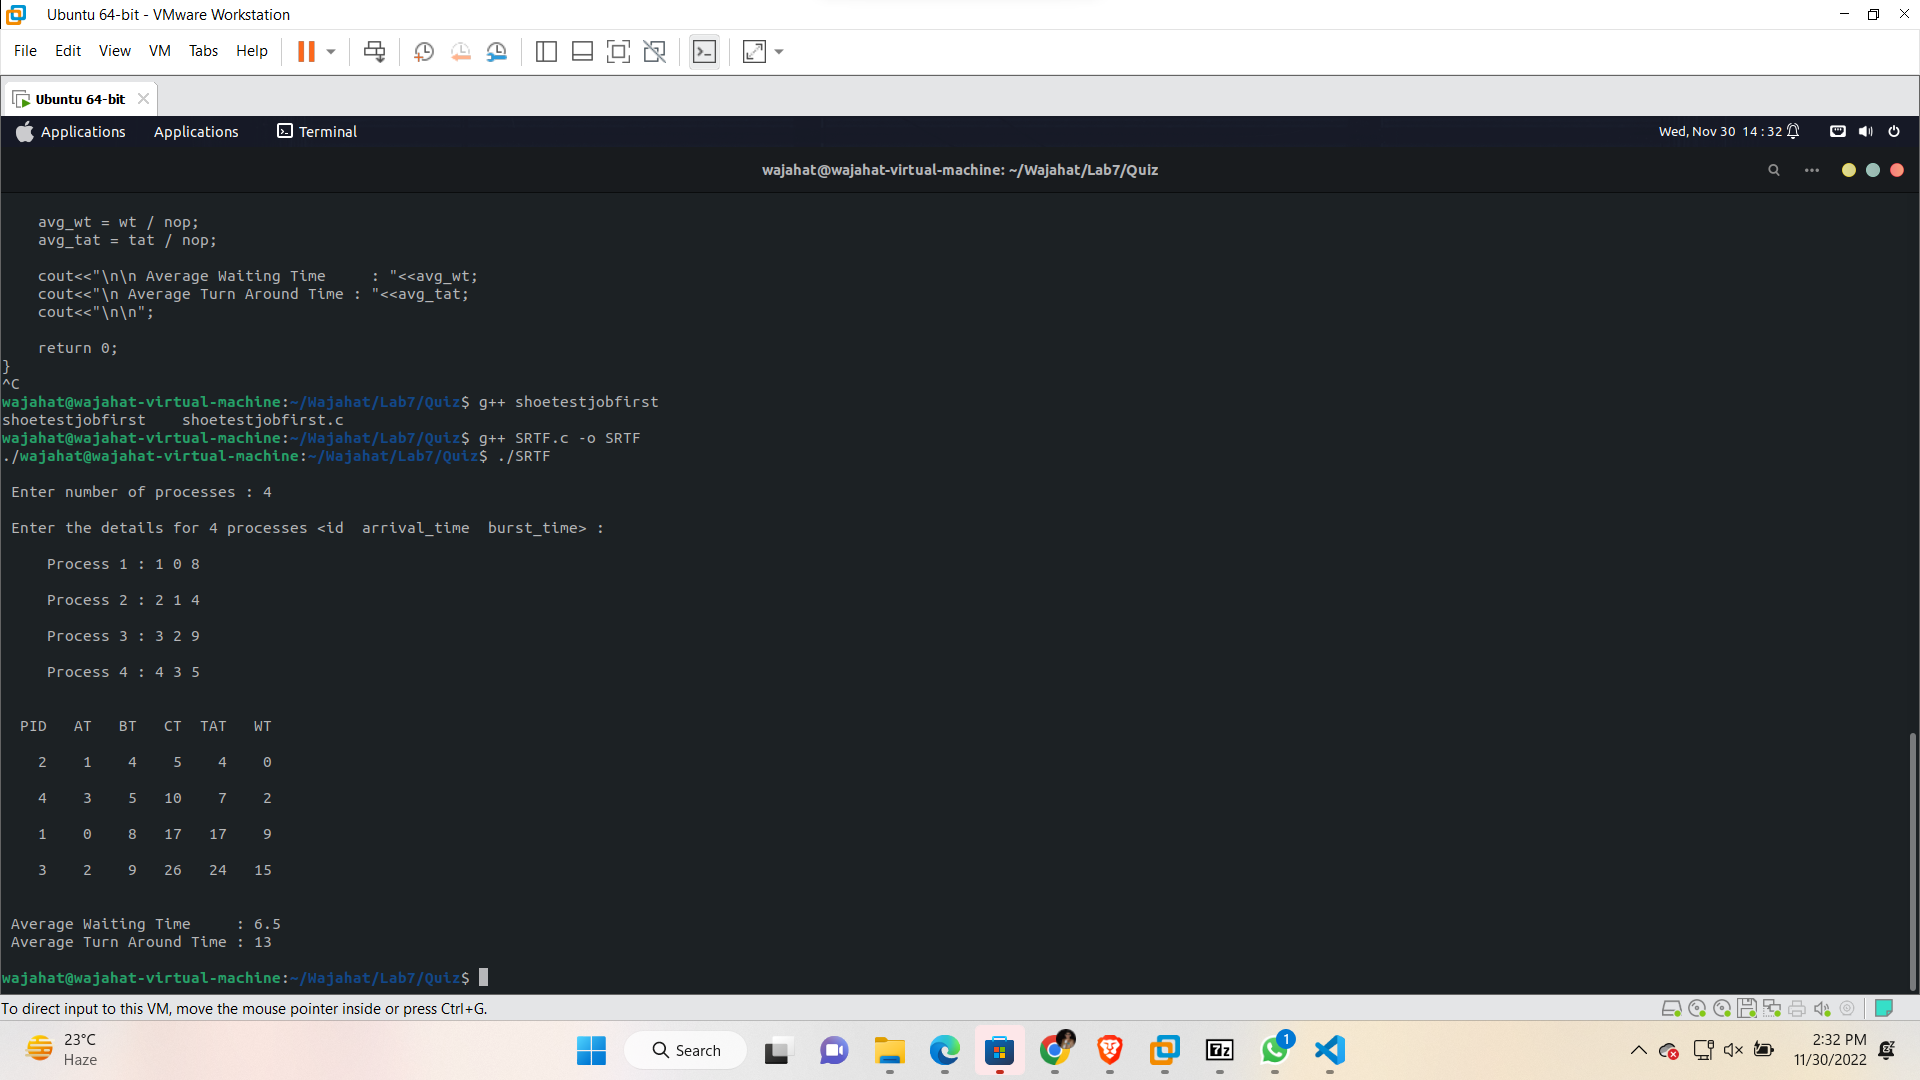 Ubuntu 64-bit - VMware Workstation
File Edit View VM Tabs Help
Ubuntu 64-bit
Applications Applications Terminal Wed, Nov 30 14:32
wajahat@wajahat-virtual-machine: ~/Wajahat/Lab7/Quiz
avg_wt = wt / nop;
avg_tat = tat / nop;
cout<<"\n\n Average Waiting Time     : "<<avg_wt;
cout<<"\n Average Turn Around Time : "<<avg_tat;
cout<<"\n\n";
return 0;
}
^C
wajahat@wajahat-virtual-machine:~/Wajahat/Lab7/Quiz$ g++ shoetestjobfirst
shoetestjobfirst    shoetestjobfirst.c
wajahat@wajahat-virtual-machine:~/Wajahat/Lab7/Quiz$ g++ SRTF.c -o SRTF
./wajahat@wajahat-virtual-machine:~/Wajahat/Lab7/Quiz$ ./SRTF
Enter number of processes : 4
Enter the details for 4 processes <id  arrival_time  burst_time> :
Process 1 : 1 0 8
Process 2 : 2 1 4
Process 3 : 3 2 9
Process 4 : 4 3 5
PID   AT   BT   CT  TAT   WT
2    1    4    5    4    0
4    3    5   10    7    2
1    0    8   17   17    9
3    2    9   26   24   15
Average Waiting Time     : 6.5
Average Turn Around Time : 13
wajahat@wajahat-virtual-machine:~/Wajahat/Lab7/Quiz$
To direct input to this VM, move the mouse pointer inside or press Ctrl+G.
23°C
Haze
Search
7z
1
2:32 PM
11/30/2022